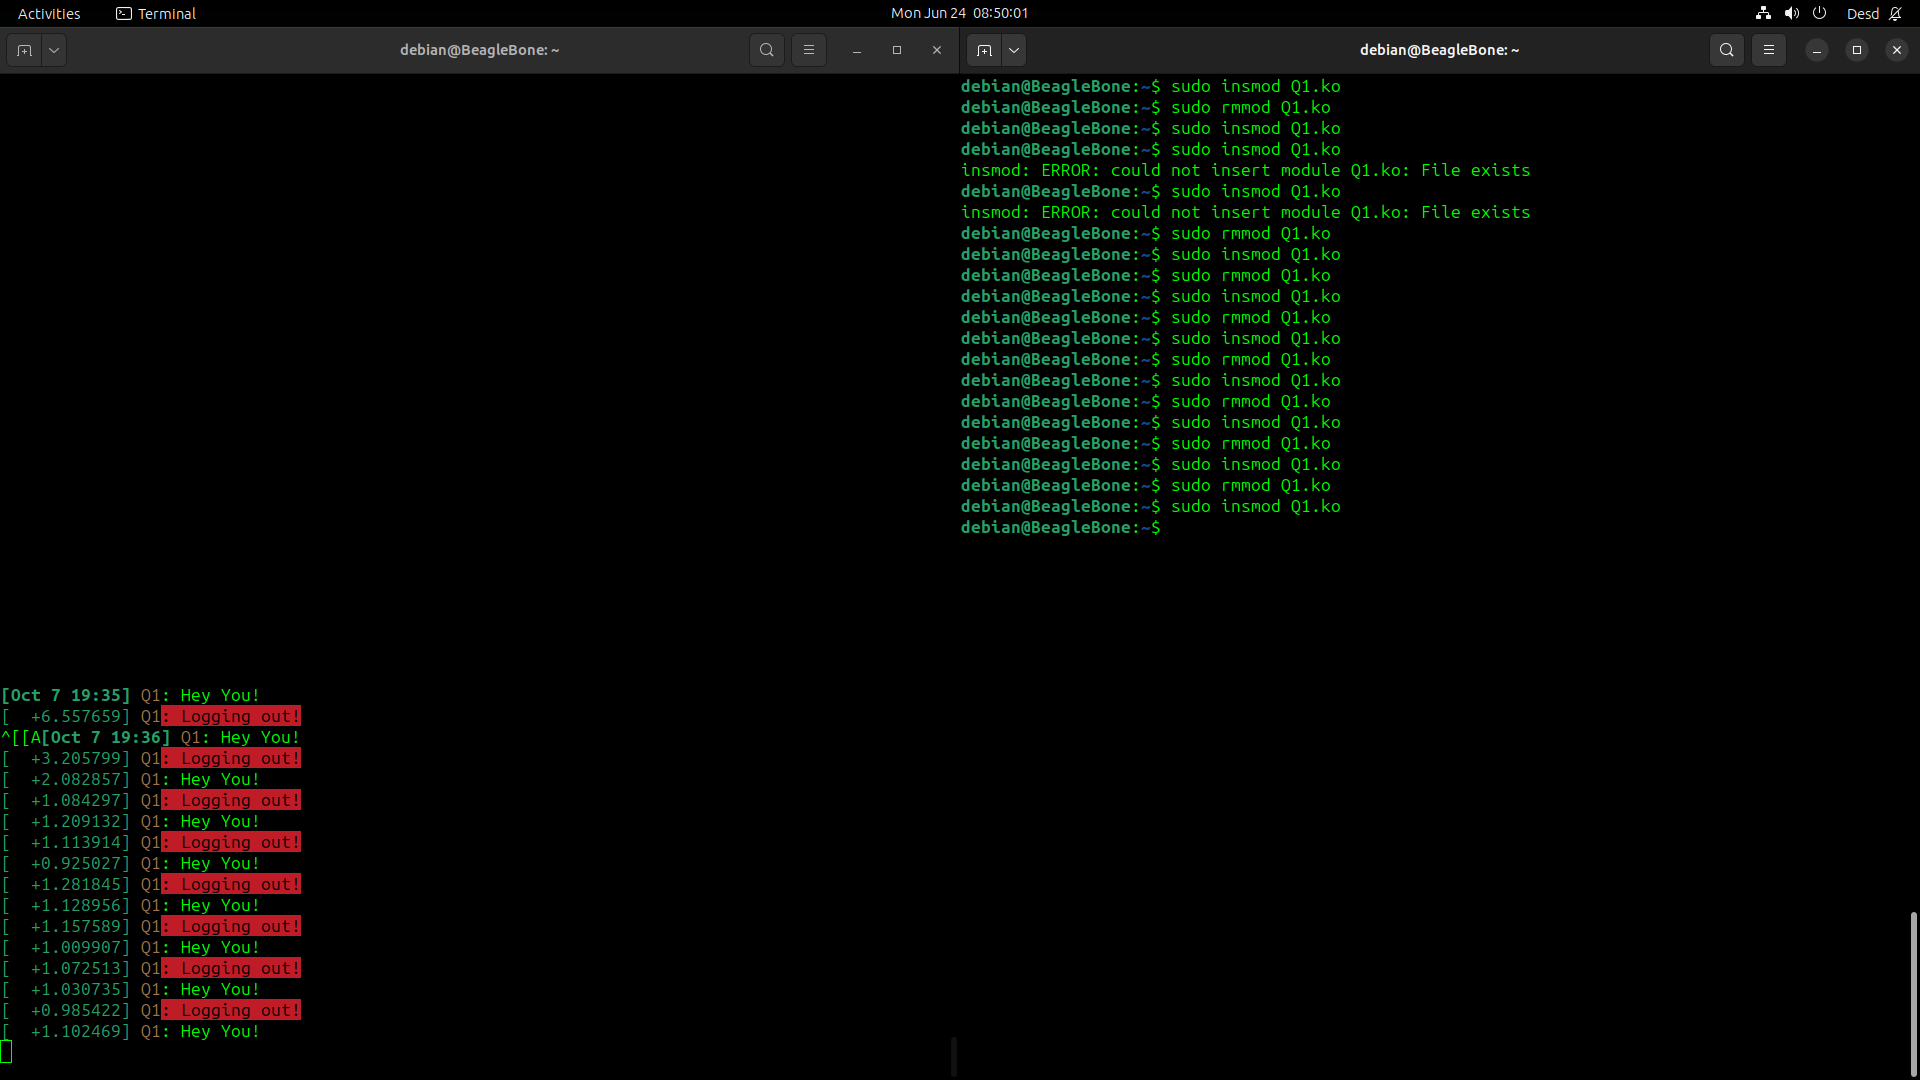 Activities Terminal Mon Jun 24 08:50:01 Desd
debian@BeagleBone: ~
debian@BeagleBone: ~
[Oct 7 19:35] Q1: Hey You!
[  +6.557659] Q1: Logging out!
^[[A[Oct 7 19:36] Q1: Hey You!
[  +3.205799] Q1: Logging out!
[  +2.082857] Q1: Hey You!
[  +1.084297] Q1: Logging out!
[  +1.209132] Q1: Hey You!
[  +1.113914] Q1: Logging out!
[  +0.925027] Q1: Hey You!
[  +1.281845] Q1: Logging out!
[  +1.128956] Q1: Hey You!
[  +1.157589] Q1: Logging out!
[  +1.009907] Q1: Hey You!
[  +1.072513] Q1: Logging out!
[  +1.030735] Q1: Hey You!
[  +0.985422] Q1: Logging out!
[  +1.102469] Q1: Hey You!
debian@BeagleBone:~$ sudo insmod Q1.ko
debian@BeagleBone:~$ sudo rmmod Q1.ko
debian@BeagleBone:~$ sudo insmod Q1.ko
debian@BeagleBone:~$ sudo insmod Q1.ko
insmod: ERROR: could not insert module Q1.ko: File exists
debian@BeagleBone:~$ sudo insmod Q1.ko
insmod: ERROR: could not insert module Q1.ko: File exists
debian@BeagleBone:~$ sudo rmmod Q1.ko
debian@BeagleBone:~$ sudo insmod Q1.ko
debian@BeagleBone:~$ sudo rmmod Q1.ko
debian@BeagleBone:~$ sudo insmod Q1.ko
debian@BeagleBone:~$ sudo rmmod Q1.ko
debian@BeagleBone:~$ sudo insmod Q1.ko
debian@BeagleBone:~$ sudo rmmod Q1.ko
debian@BeagleBone:~$ sudo insmod Q1.ko
debian@BeagleBone:~$ sudo rmmod Q1.ko
debian@BeagleBone:~$ sudo insmod Q1.ko
debian@BeagleBone:~$ sudo rmmod Q1.ko
debian@BeagleBone:~$ sudo insmod Q1.ko
debian@BeagleBone:~$ sudo rmmod Q1.ko
debian@BeagleBone:~$ sudo insmod Q1.ko
debian@BeagleBone:~$